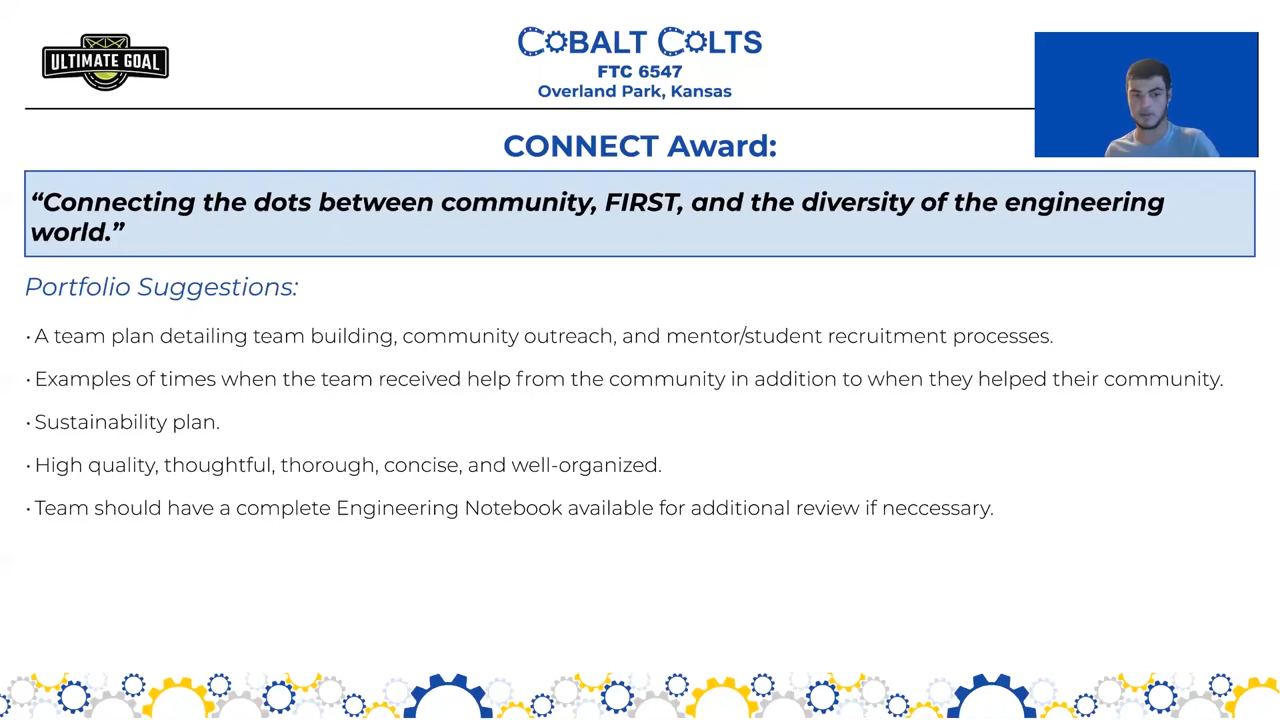 ULTIMATE GOAL
COBALT COLTS
FTC 6547
Overland Park, Kansas
CONNECT Award:
“Connecting the dots between community, FIRST, and the diversity of the engineering
world.”
Portfolio Suggestions:
· A team plan detailing team building, community outreach, and mentor/student recruitment processes.
· Examples of times when the team received help from the community in addition to when they helped their community.
· Sustainability plan.
· High quality, thoughtful, thorough, concise, and well-organized.
· Team should have a complete Engineering Notebook available for additional review if neccessary.